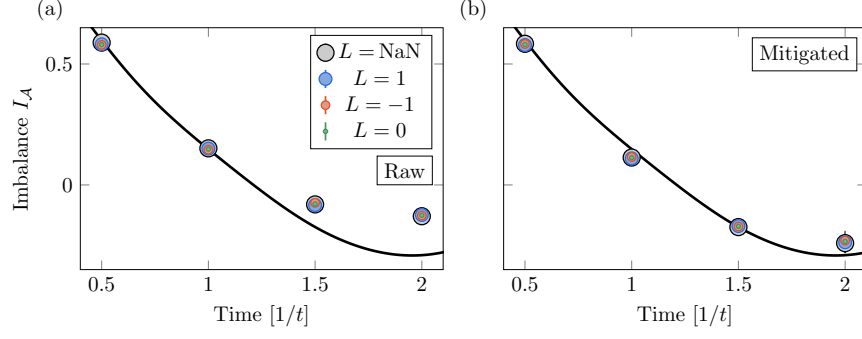 (a)
(b)
Imbalance I_A
0.5
0
L = NaN
L = 1
L = −1
L = 0
Raw
Mitigated
0.5 1 1.5 2
0.5 1 1.5 2
Time [1/t]
Time [1/t]